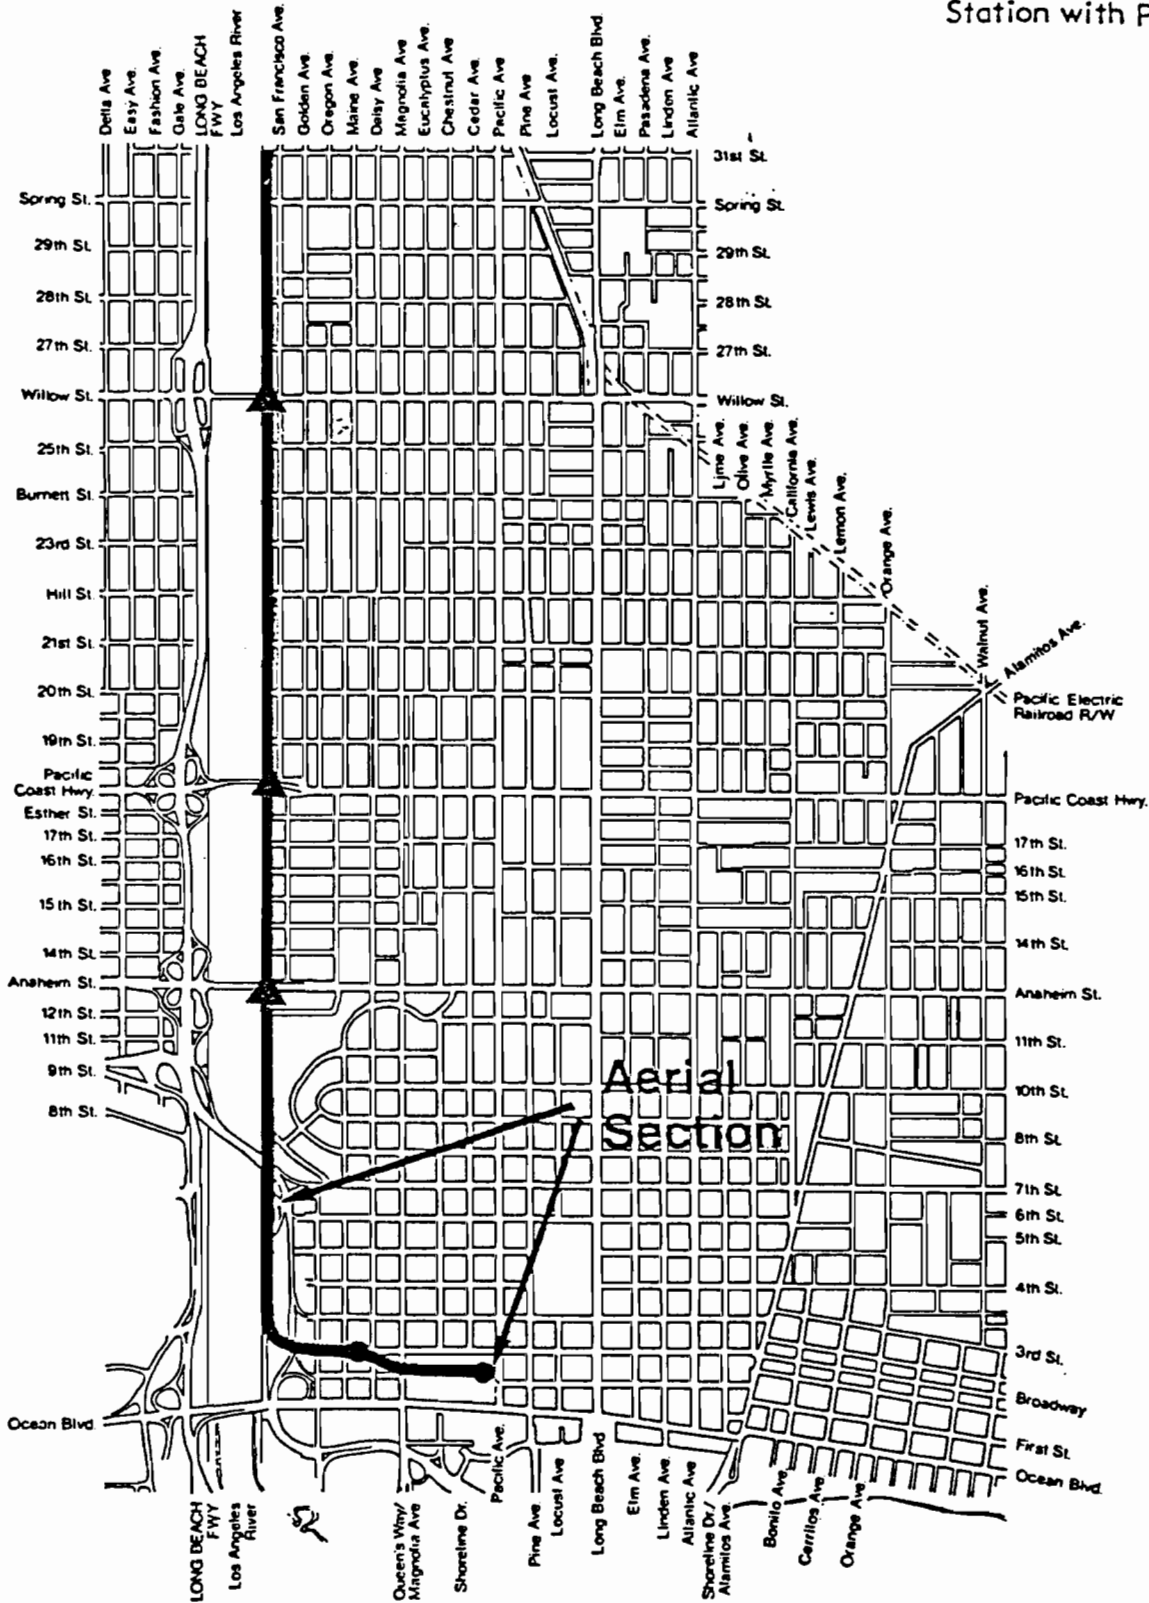 Station with P
Delta Ave
Easy Ave.
Fashion Ave.
Gale Ave.
LONG BEACH
FWY
Los Angeles River
San Francisco Ave.
Golden Ave.
Oregon Ave.
Maine Ave.
Daisy Ave.
Magnolia Ave
Eucalyptus Ave
Chestnut Ave
Cedar Ave.
Pacific Ave
Pine Ave
Locust Ave.
Long Beach Blvd.
Elm Ave.
Pasadena Ave.
Linden Ave
Atlantic Ave
Spring St.
29th St.
28th St.
27th St.
Willow St.
25th St.
Burnett St.
23rd St.
Hill St.
21st St.
20th St.
19th St.
Pacific
Coast Hwy.
Esther St.
17th St.
16th St.
15th St.
14th St.
Anaheim St.
12th St.
11th St.
9th St.
8th St.
Ocean Blvd.
31st St.
Spring St.
29th St.
28th St.
27th St.
Willow St.
Lime Ave.
Olive Ave.
Myrtle Ave.
California Ave.
Lewis Ave.
Lemon Ave.
Orange Ave.
Walnut Ave.
Alamitos Ave.
Pacific Electric
Railroad R/W
Pacific Coast Hwy.
17th St.
16th St.
15th St.
14th St.
Anaheim St.
11th St.
10th St.
8th St.
7th St.
6th St.
5th St.
4th St.
3rd St.
Broadway
First St.
Ocean Blvd.
Aerial
Section
LONG BEACH
FWY
Los Angeles
River
Queen's Way/
Magnolia Ave
Shoreline Dr.
Pacific Ave.
Pine Ave.
Locust Ave
Long Beach Blvd
Elm Ave.
Linden Ave.
Atlantic Ave
Shoreline Dr./
Alamitos Ave.
Bonito Ave.
Cerritos Ave.
Orange Ave.